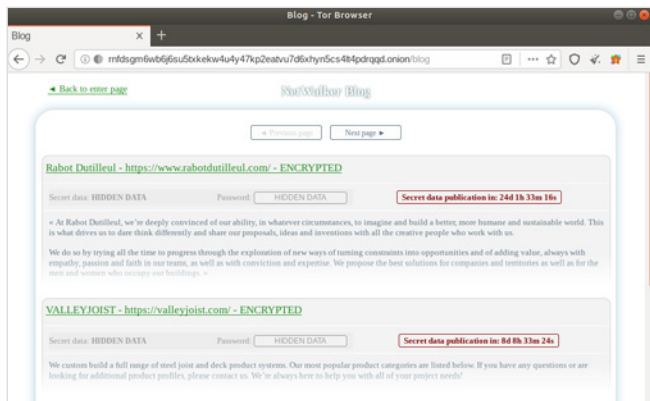 Blog - Tor Browser
Blog
rnfdsgm6wb6j6su5txkekw4u4y47kp2eatvu7d6xhyn5cs4lt4pdrqqd.onion/blog
◄ Back to enter page
NetWalker Blog
◄ Previous page
Next page ►
Rabot Dutilleul - https://www.rabotdutilleul.com/ - ENCRYPTED
Secret data: HIDDEN DATA Password: HIDDEN DATA Secret data publication in: 24d 1h 33m 16s
« At Rabot Dutilleul, we're deeply convinced of our ability, in whatever circumstances, to imagine and build a better, more humane and sustainable world. This
is what drives us to dare think differently and share our proposals, ideas and inventions with all the creative people who work with us.
We do so by trying all the time to progress through the exploration of new ways of turning constraints into opportunities and of adding value, always with
empathy, passion and faith in our teams, as well as with conviction and expertise. We propose the best solutions for companies and territories as well as for the
men and women who occupy our buildings. »
VALLEYJOIST - https://valleyjoist.com/ - ENCRYPTED
Secret data: HIDDEN DATA Password: HIDDEN DATA Secret data publication in: 8d 8h 33m 24s
We custom build a full range of steel joist and deck product systems. Our most popular product categories are listed below. If you have any questions or are
looking for additional product profiles, please contact us. We're always here to help you with all of your project needs!